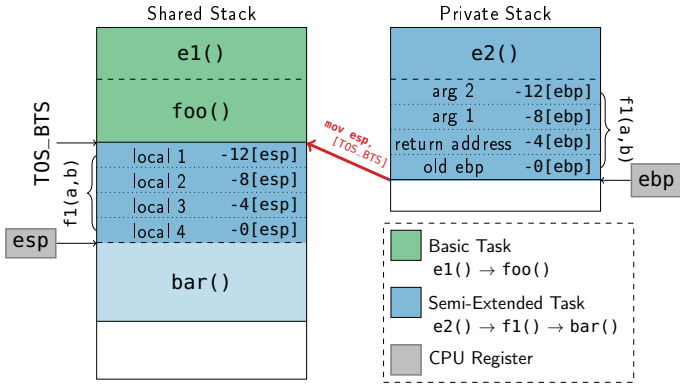 Shared Stack
Private Stack
e1()
foo()
TOS_BTS
local 1 -12[esp]
local 2 -8[esp]
local 3 -4[esp]
local 4 -0[esp]
f1(a,b)
esp
bar()
mov esp,
[TOS_BTS]
e2()
arg 2 -12[ebp]
arg 1 -8[ebp]
return address -4[ebp]
old ebp -0[ebp]
f1(a,b)
ebp
Basic Task
e1() → foo()
Semi-Extended Task
e2() → f1() → bar()
CPU Register